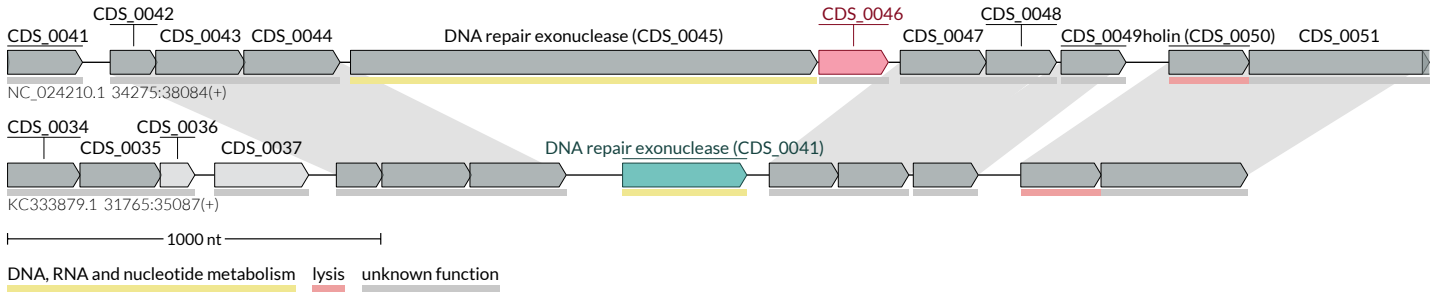 CDS_0042 CDS_0046 CDS_0048
CDS_0041 CDS_0043 CDS_0044 DNA repair exonuclease (CDS_0045) CDS_0047 CDS_0049 holin (CDS_0050) CDS_0051
NC_024210.1 34275:38084(+)
CDS_0034 CDS_0036
CDS_0035 CDS_0037 DNA repair exonuclease (CDS_0041)
KC333879.1 31765:35087(+)
1000 nt
DNA, RNA and nucleotide metabolism lysis unknown function